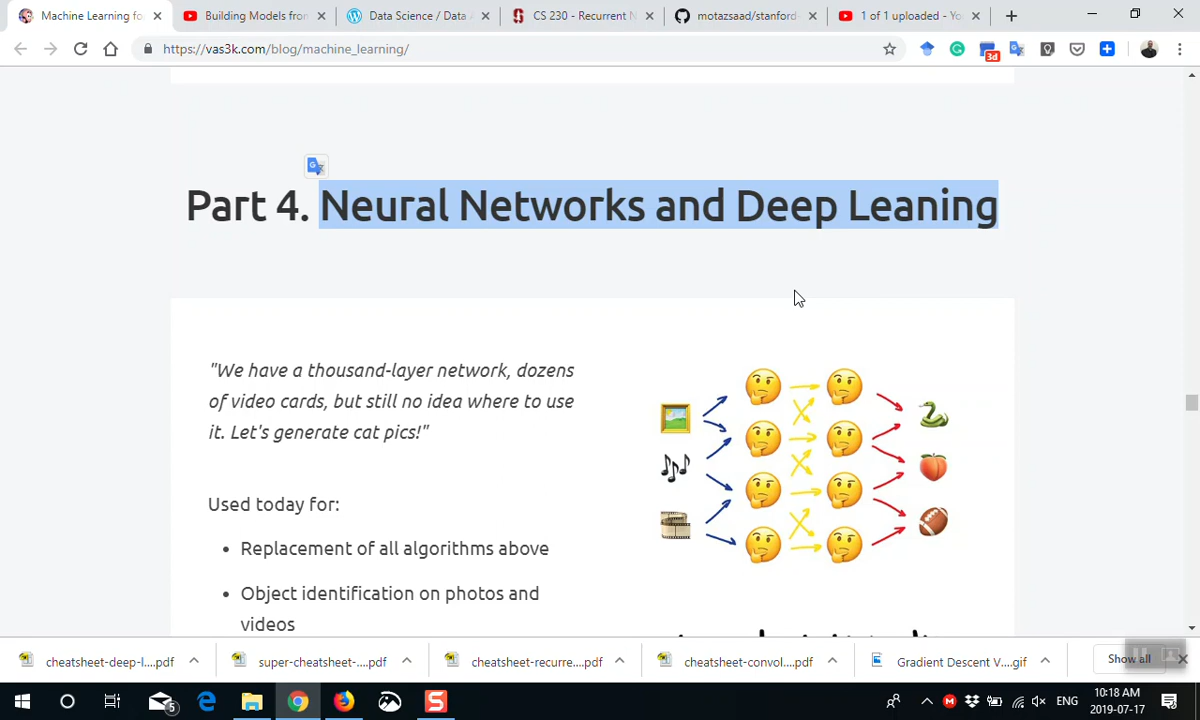 Machine Learning fo
Building Models fron
Data Science / Data
CS 230 - Recurrent N
motazsaad/stanford
1 of 1 uploaded - Yo
https://vas3k.com/blog/machine_learning/
3d
Part 4. Neural Networks and Deep Leaning
"We have a thousand-layer network, dozens
of video cards, but still no idea where to use
it. Let's generate cat pics!"
Used today for:
Replacement of all algorithms above
Object identification on photos and
videos
cheatsheet-deep-l....pdf
super-cheatsheet-....pdf
cheatsheet-recurre....pdf
cheatsheet-convol....pdf
Gradient Descent V....gif
Show all
5
ENG
10:18 AM
2019-07-17